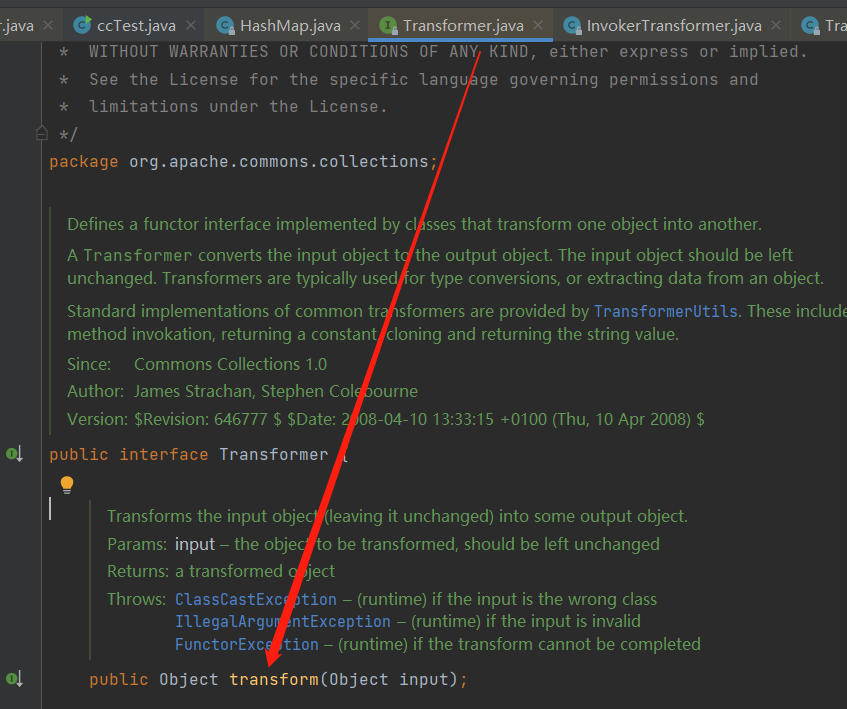 r.java × ccTest.java × HashMap.java × Transformer.java × InvokerTransformer.java × Tra
* WITHOUT WARRANTIES OR CONDITIONS OF ANY KIND, either express or implied.
* See the License for the specific language governing permissions and
* limitations under the License.
*/
package org.apache.commons.collections;
Defines a functor interface implemented by classes that transform one object into another.
A Transformer converts the input object to the output object. The input object should be left
unchanged. Transformers are typically used for type conversions, or extracting data from an object.
Standard implementations of common transformers are provided by TransformerUtils. These include
method invokation, returning a constant, cloning and returning the string value.
Since: Commons Collections 1.0
Author: James Strachan, Stephen Colebourne
Version: $Revision: 646777 $ $Date: 2008-04-10 13:33:15 +0100 (Thu, 10 Apr 2008) $
public interface Transformer {
Transforms the input object (leaving it unchanged) into some output object.
Params: input – the object to be transformed, should be left unchanged
Returns: a transformed object
Throws: ClassCastException – (runtime) if the input is the wrong class
IllegalArgumentException – (runtime) if the input is invalid
FunctorException – (runtime) if the transform cannot be completed
public Object transform(Object input);